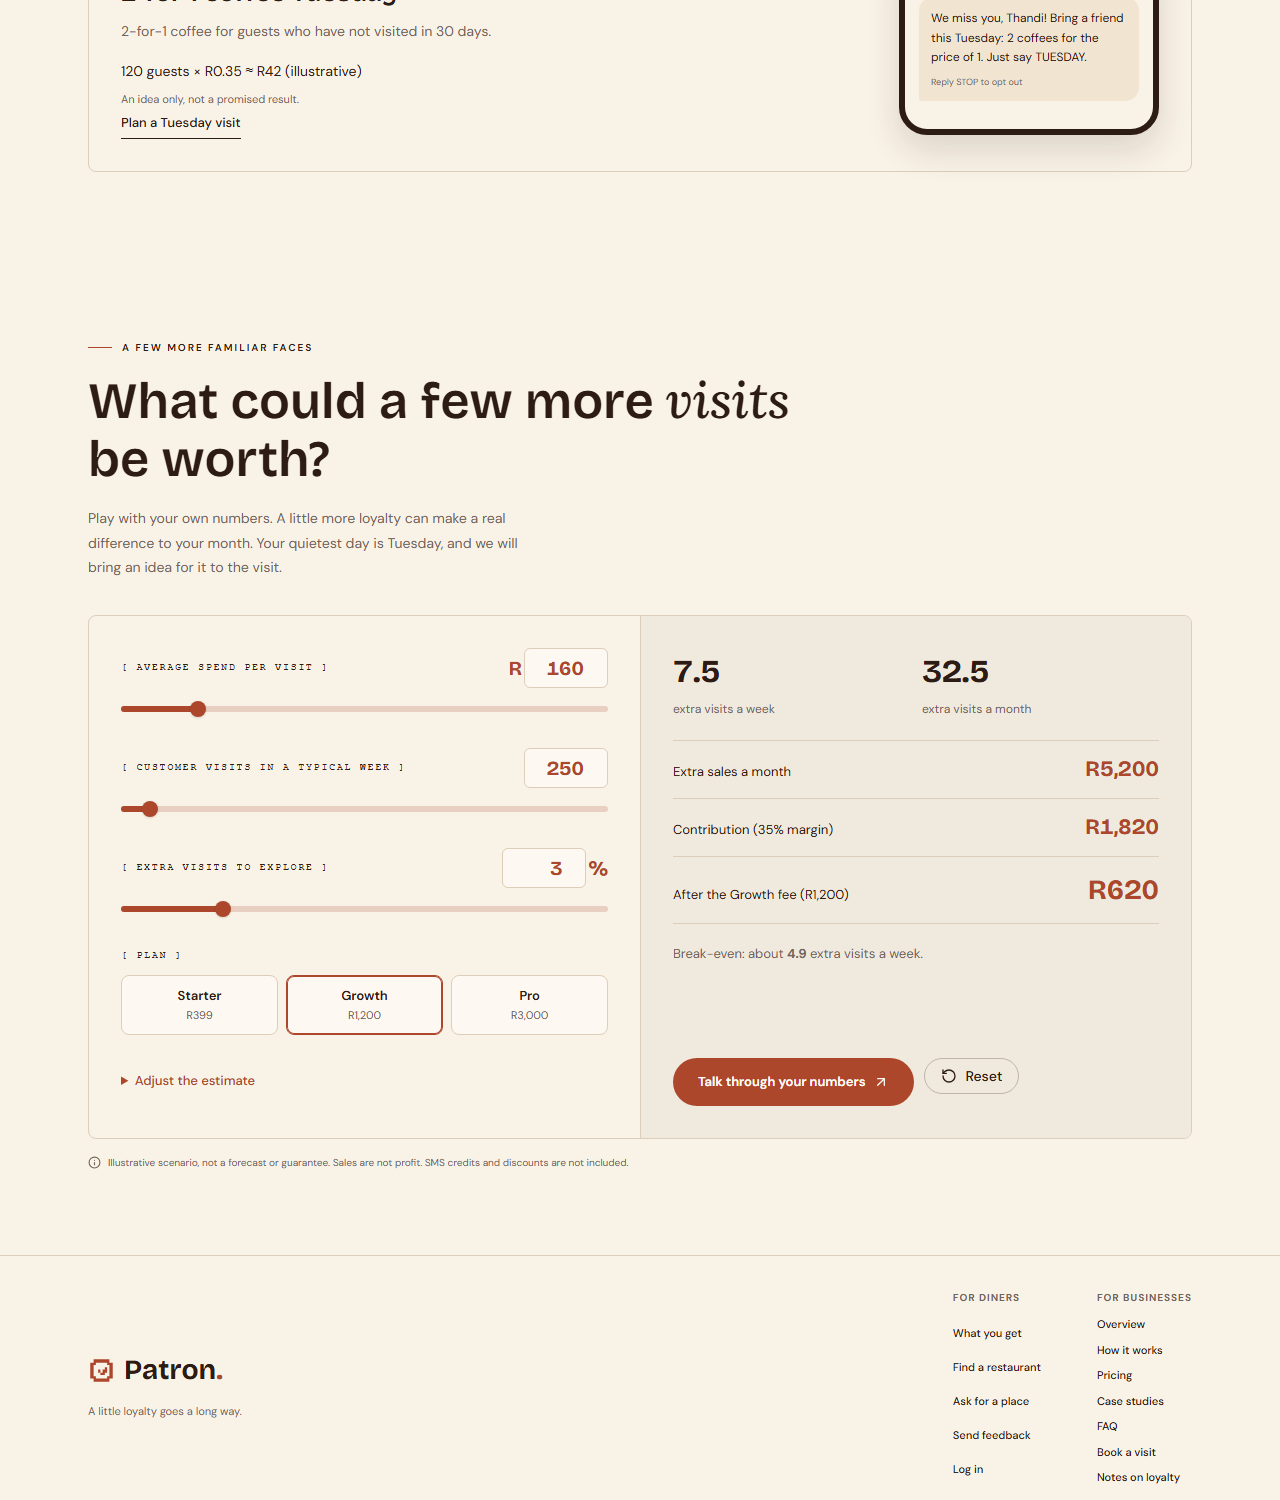 2-for-1 coffee for guests who have not visited in 30 days.
120 guests × R0.35 ≈ R42 (illustrative)
An idea only, not a promised result.
Plan a Tuesday visit
We miss you, Thandi! Bring a friend
this Tuesday: 2 coffees for the
price of 1. Just say TUESDAY.
Reply STOP to opt out
A FEW MORE FAMILIAR FACES
What could a few more visits
be worth?
Play with your own numbers. A little more loyalty can make a real
difference to your month. Your quietest day is Tuesday, and we will
bring an idea for it to the visit.
[ AVERAGE SPEND PER VISIT ]
R 160
[ CUSTOMER VISITS IN A TYPICAL WEEK ]
250
[ EXTRA VISITS TO EXPLORE ]
3 %
[ PLAN ]
Starter
R399
Growth
R1,200
Pro
R3,000
Adjust the estimate
7.5
extra visits a week
32.5
extra visits a month
Extra sales a month
R5,200
Contribution (35% margin)
R1,820
After the Growth fee (R1,200)
R620
Break-even: about 4.9 extra visits a week.
Talk through your numbers
Reset
Illustrative scenario, not a forecast or guarantee. Sales are not profit. SMS credits and discounts are not included.
Patron.
A little loyalty goes a long way.
FOR DINERS
What you get
Find a restaurant
Ask for a place
Send feedback
Log in
FOR BUSINESSES
Overview
How it works
Pricing
Case studies
FAQ
Book a visit
Notes on loyalty